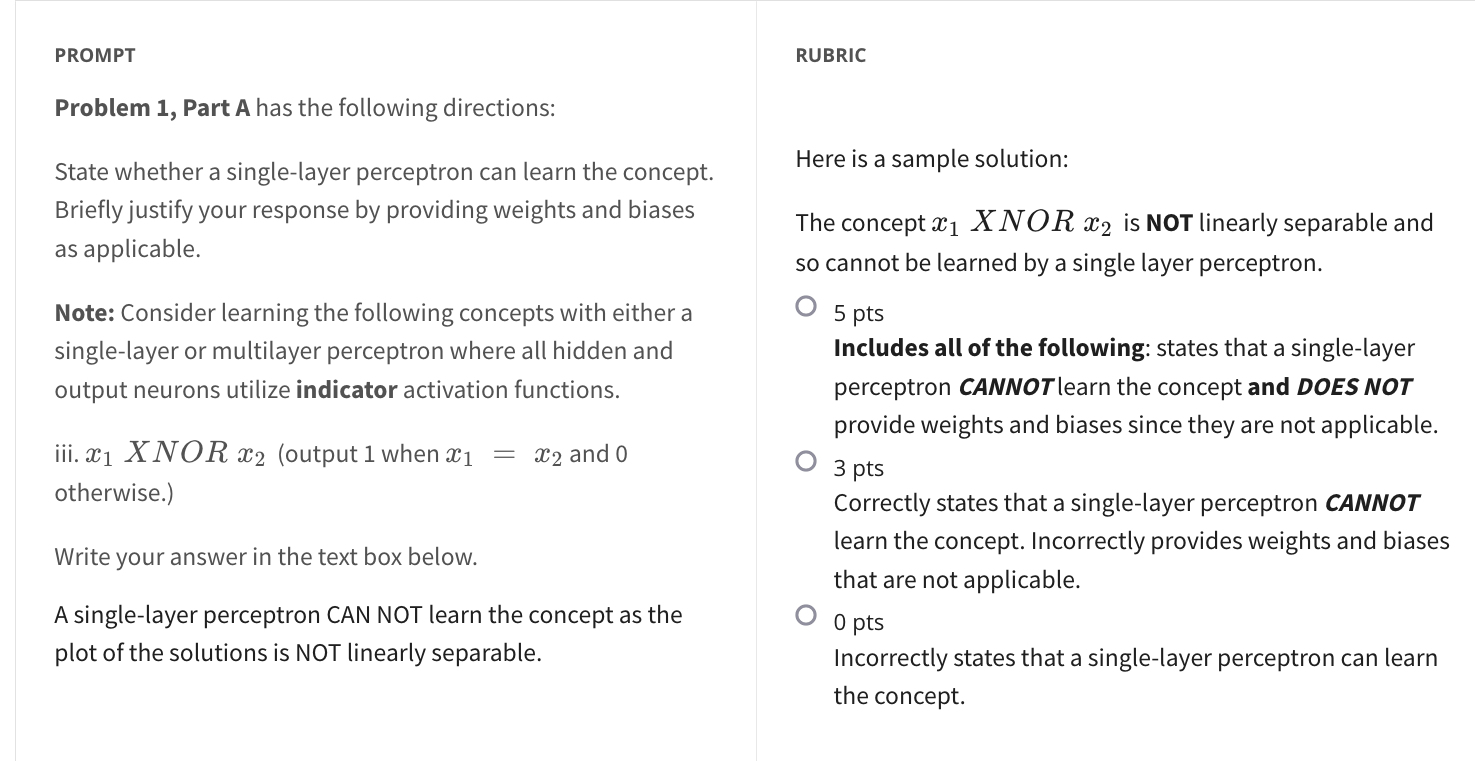 PROMPT
Problem 1, Part A has the following directions:
State whether a single-layer perceptron can learn the concept.
Briefly justify your response by providing weights and biases
as applicable.
Note: Consider learning the following concepts with either a
single-layer or multilayer perceptron where all hidden and
output neurons utilize indicator activation functions.
iii. x₁ XNOR x₂ (output 1 when x₁ = x₂ and 0
otherwise.)
Write your answer in the text box below.
A single-layer perceptron CAN NOT learn the concept as the
plot of the solutions is NOT linearly separable.
RUBRIC
Here is a sample solution:
The concept x₁ XNOR x₂ is NOT linearly separable and
so cannot be learned by a single layer perceptron.
5 pts
Includes all of the following: states that a single-layer
perceptron CANNOT learn the concept and DOES NOT
provide weights and biases since they are not applicable.
3 pts
Correctly states that a single-layer perceptron CANNOT
learn the concept. Incorrectly provides weights and biases
that are not applicable.
0 pts
Incorrectly states that a single-layer perceptron can learn
the concept.